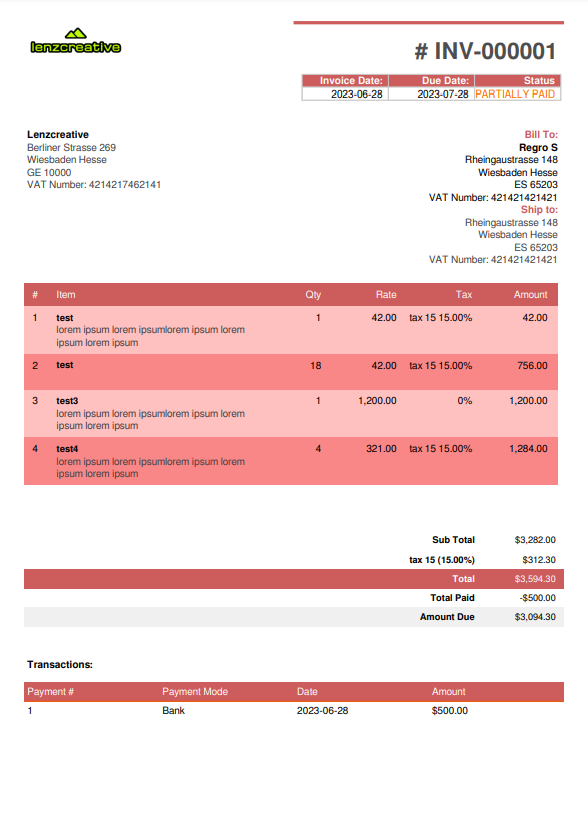 lenzcreative
# INV-000001
Invoice Date: Due Date: Status
2023-06-28 2023-07-28 PARTIALLY PAID
Lenzcreative
Berliner Strasse 269
Wiesbaden Hesse
GE 10000
VAT Number: 4214217462141
Bill To:
Regro S
Rheingaustrasse 148
Wiesbaden Hesse
ES 65203
VAT Number: 421421421421
Ship to:
Rheingaustrasse 148
Wiesbaden Hesse
ES 65203
VAT Number: 421421421421
# Item Qty Rate Tax Amount
1 test 1 42.00 tax 15 15.00% 42.00
lorem ipsum lorem ipsumlorem ipsum lorem
ipsum lorem ipsum
2 test 18 42.00 tax 15 15.00% 756.00
3 test3 1 1,200.00 0% 1,200.00
lorem ipsum lorem ipsumlorem ipsum lorem
ipsum lorem ipsum
4 test4 4 321.00 tax 15 15.00% 1,284.00
lorem ipsum lorem ipsumlorem ipsum lorem
ipsum lorem ipsum
Sub Total $3,282.00
tax 15 (15.00%) $312.30
Total $3,594.30
Total Paid -$500.00
Amount Due $3,094.30
Transactions:
Payment # Payment Mode Date Amount
1 Bank 2023-06-28 $500.00